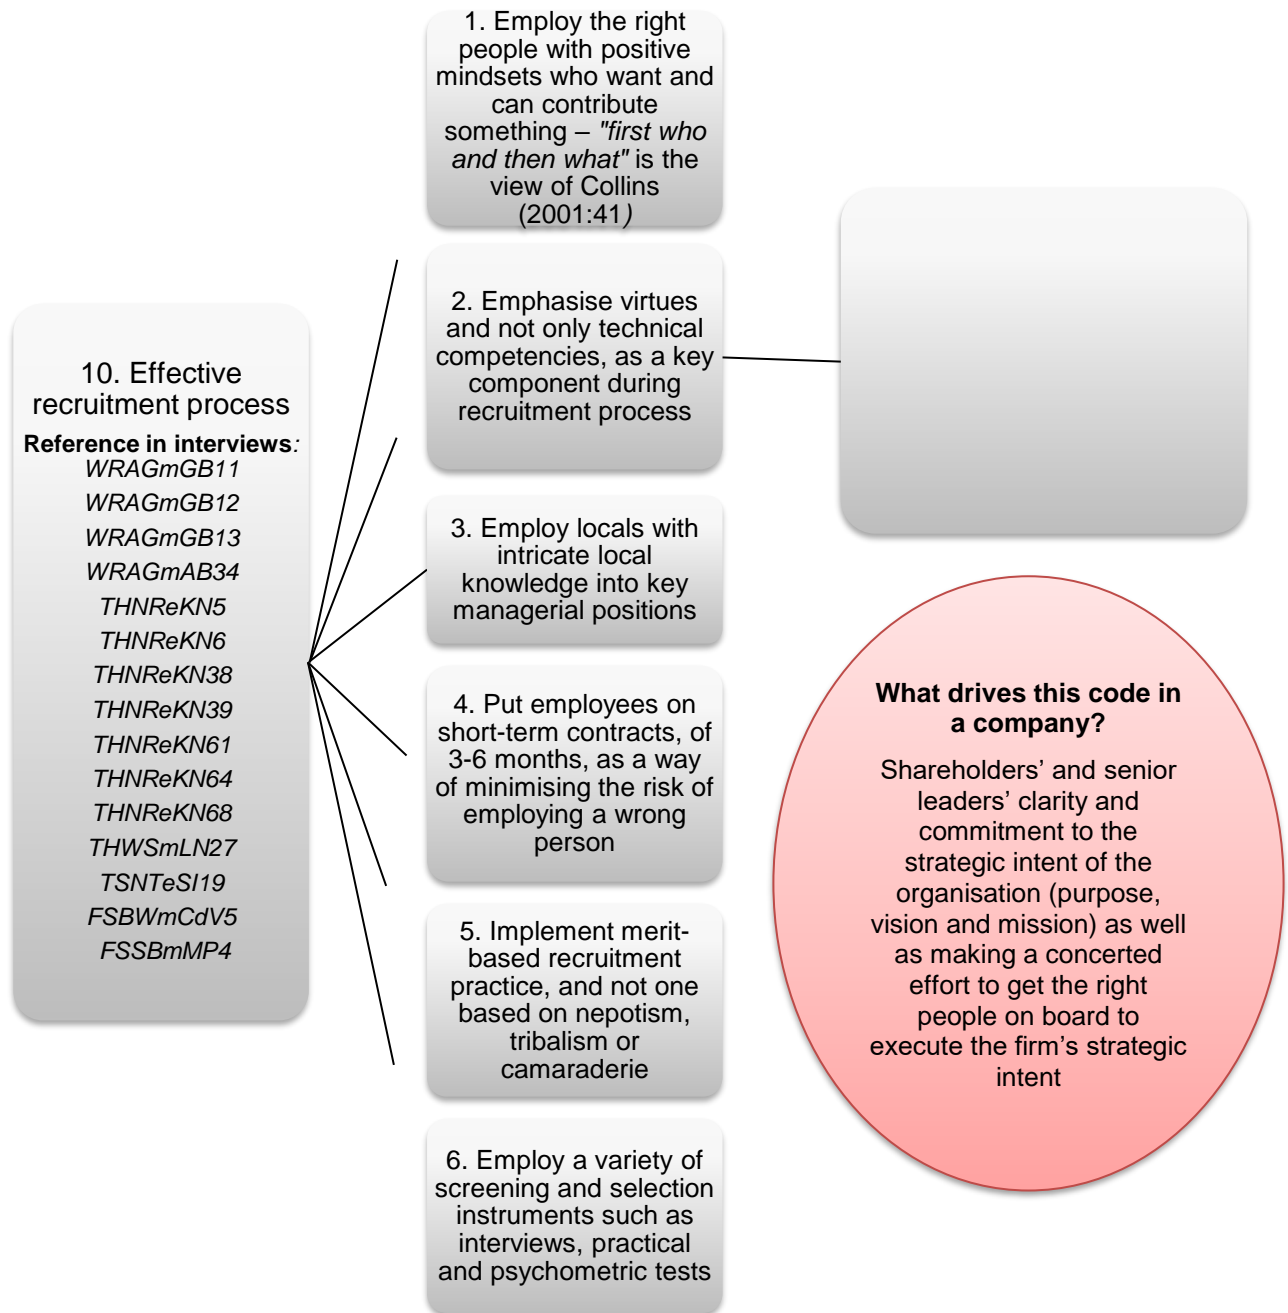 10. Effective
recruitment process
Reference in interviews:
WRAGmGB11
WRAGmGB12
WRAGmGB13
WRAGmAB34
THNReKN5
THNReKN6
THNReKN38
THNReKN39
THNReKN61
THNReKN64
THNReKN68
THWSmLN27
TSNTeSI19
FSBWmCdV5
FSSBmMP4
1. Employ the right
people with positive
mindsets who want and
can contribute
something – "first who
and then what" is the
view of Collins
(2001:41)
2. Emphasise virtues
and not only technical
competencies, as a key
component during
recruitment process
3. Employ locals with
intricate local
knowledge into key
managerial positions
4. Put employees on
short-term contracts, of
3-6 months, as a way
of minimising the risk of
employing a wrong
person
5. Implement merit-
based recruitment
practice, and not one
based on nepotism,
tribalism or
camaraderie
6. Employ a variety of
screening and selection
instruments such as
interviews, practical
and psychometric tests
What drives this code in
a company?
Shareholders’ and senior
leaders’ clarity and
commitment to the
strategic intent of the
organisation (purpose,
vision and mission) as well
as making a concerted
effort to get the right
people on board to
execute the firm’s strategic
intent